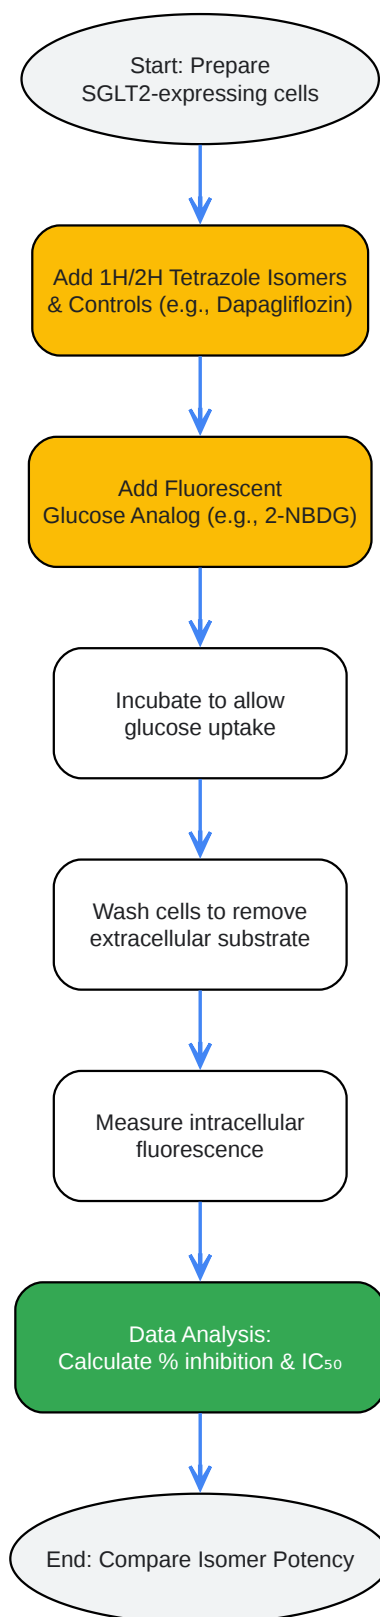 Start: Prepare
SGLT2-expressing cells
Add 1H/2H Tetrazole Isomers
& Controls (e.g., Dapagliflozin)
Add Fluorescent
Glucose Analog (e.g., 2-NBDG)
Incubate to allow
glucose uptake
Wash cells to remove
extracellular substrate
Measure intracellular
fluorescence
Data Analysis:
Calculate % inhibition & IC₅₀
End: Compare Isomer Potency